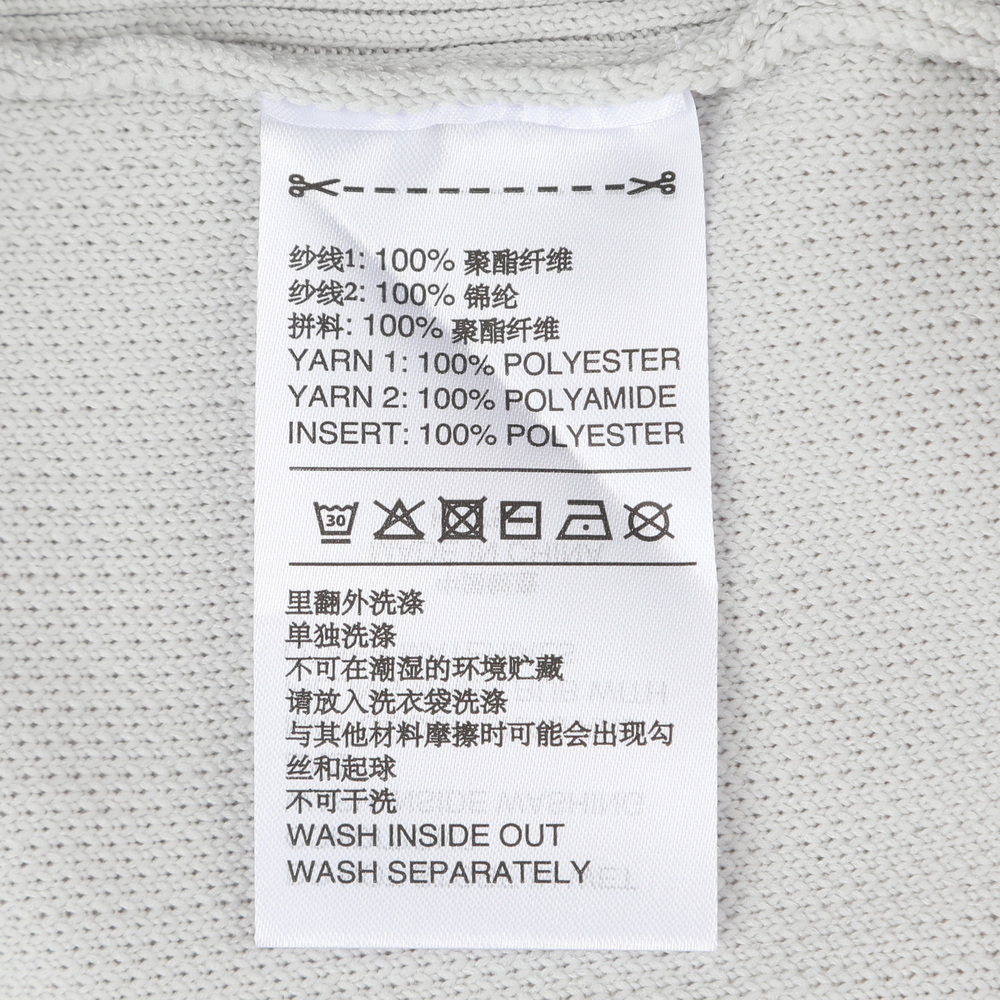 纱线1: 100% 聚酯纤维
纱线2: 100% 锦纶
拼料: 100% 聚酯纤维
YARN 1: 100% POLYESTER
YARN 2: 100% POLYAMIDE
INSERT: 100% POLYESTER
30
里翻外洗涤
单独洗涤
不可在潮湿的环境贮藏
请放入洗衣袋洗涤
与其他材料摩擦时可能会出现勾
丝和起球
不可干洗
WASH INSIDE OUT
WASH SEPARATELY